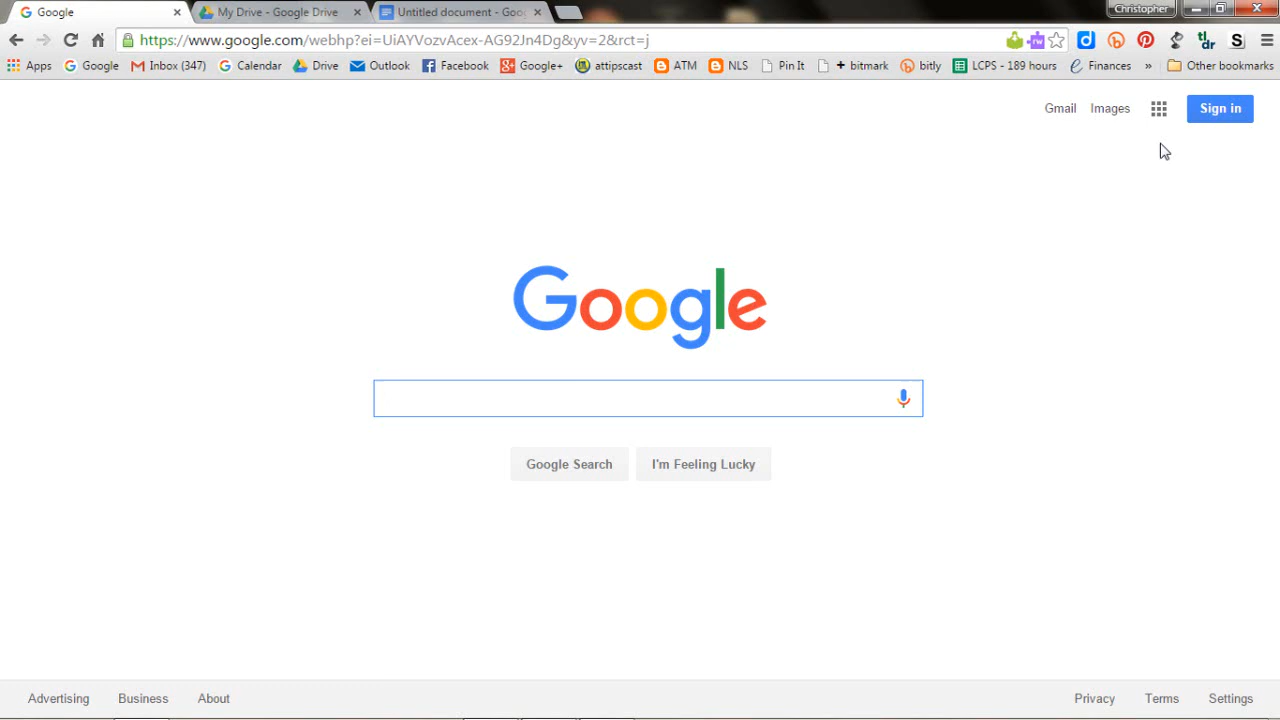 Google
My Drive - Google Drive
Untitled document - Goo
Christopher
https://www.google.com/webhp?ei=UiAYVozvAcex-AG92Jn4Dg&yv=2&rct=j
Apps Google Inbox (347) Calendar Drive Outlook Facebook Google+ attipscast ATM NLS Pin It + bitmark bitly LCPS - 189 hours Finances » Other bookmarks
Gmail Images Sign in
Google
Google Search I'm Feeling Lucky
Advertising Business About Privacy Terms Settings